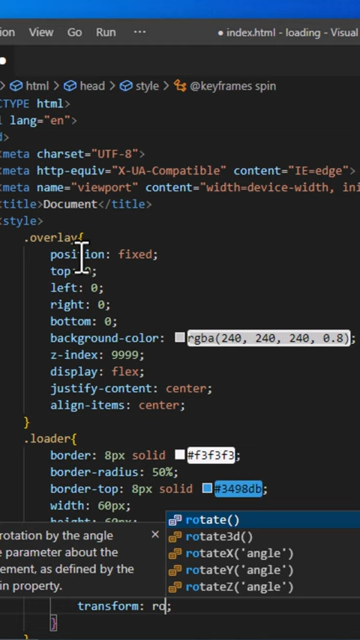 ion View Go Run ··· ● index.html - loading - Visual
> html > head > style > @keyframes spin
CTYPE html>
l lang="en">
d>
<meta charset="UTF-8">
<meta http-equiv="X-UA-Compatible" content="IE=edge">
<meta name="viewport" content="width=device-width, ini
<title>Document</title>
<style>
.overlay{
position: fixed;
top: 0;
left: 0;
right: 0;
bottom: 0;
background-color: rgba(240, 240, 240, 0.8);
z-index: 9999;
display: flex;
justify-content: center;
align-items: center;
}
.loader{
border: 8px solid #f3f3f3;
border-radius: 50%;
border-top: 8px solid #3498db;
width: 60px;
height: 60px;
rotate()
rotation by the angle
rotate3d()
e parameter about the
rotateX('angle')
ement, as defined by the
rotateY('angle')
in property.
rotateZ('angle')
transform: ro;
}